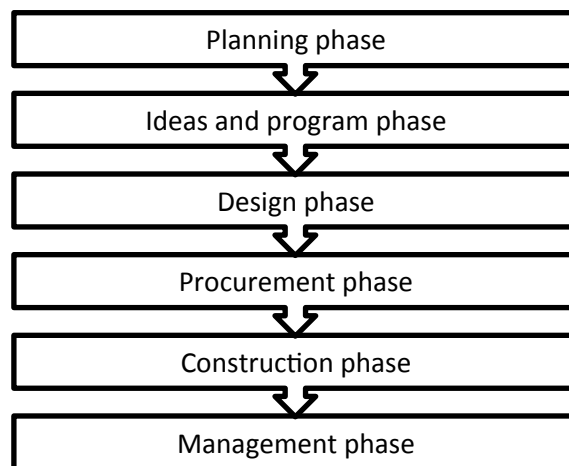 Planning phase
Ideas and program phase
Design phase
Procurement phase
Construction phase
Management phase